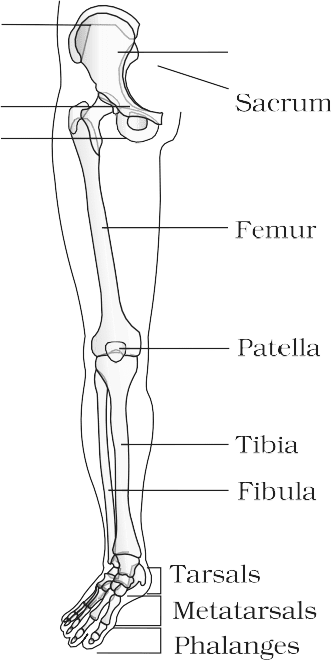 Sacrum
Femur
Patella
Tibia
Fibula
Tarsals
Metatarsals
Phalanges